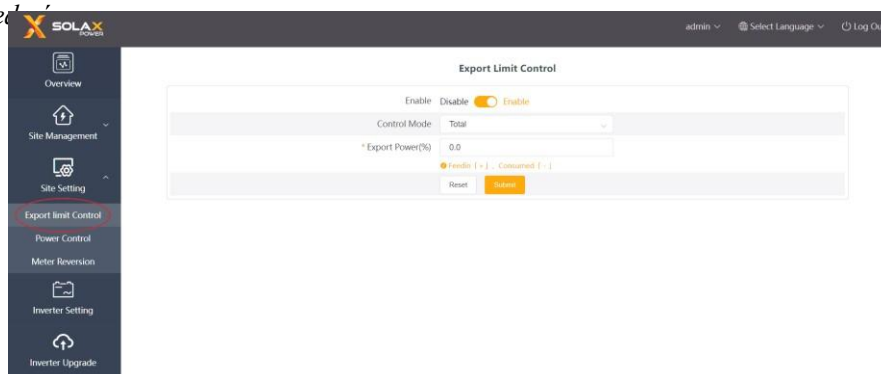 SOLAX
POWER
admin
Select Language
Log Ou
Overview
Site Management
Site Setting
Export limit Control
Power Control
Meter Reversion
Inverter Setting
Inverter Upgrade
Export Limit Control
Enable Disable Enable
Control Mode Total
* Export Power(%) 0.0
Feedin ( + ) , Consumed ( - )
Reset Submit